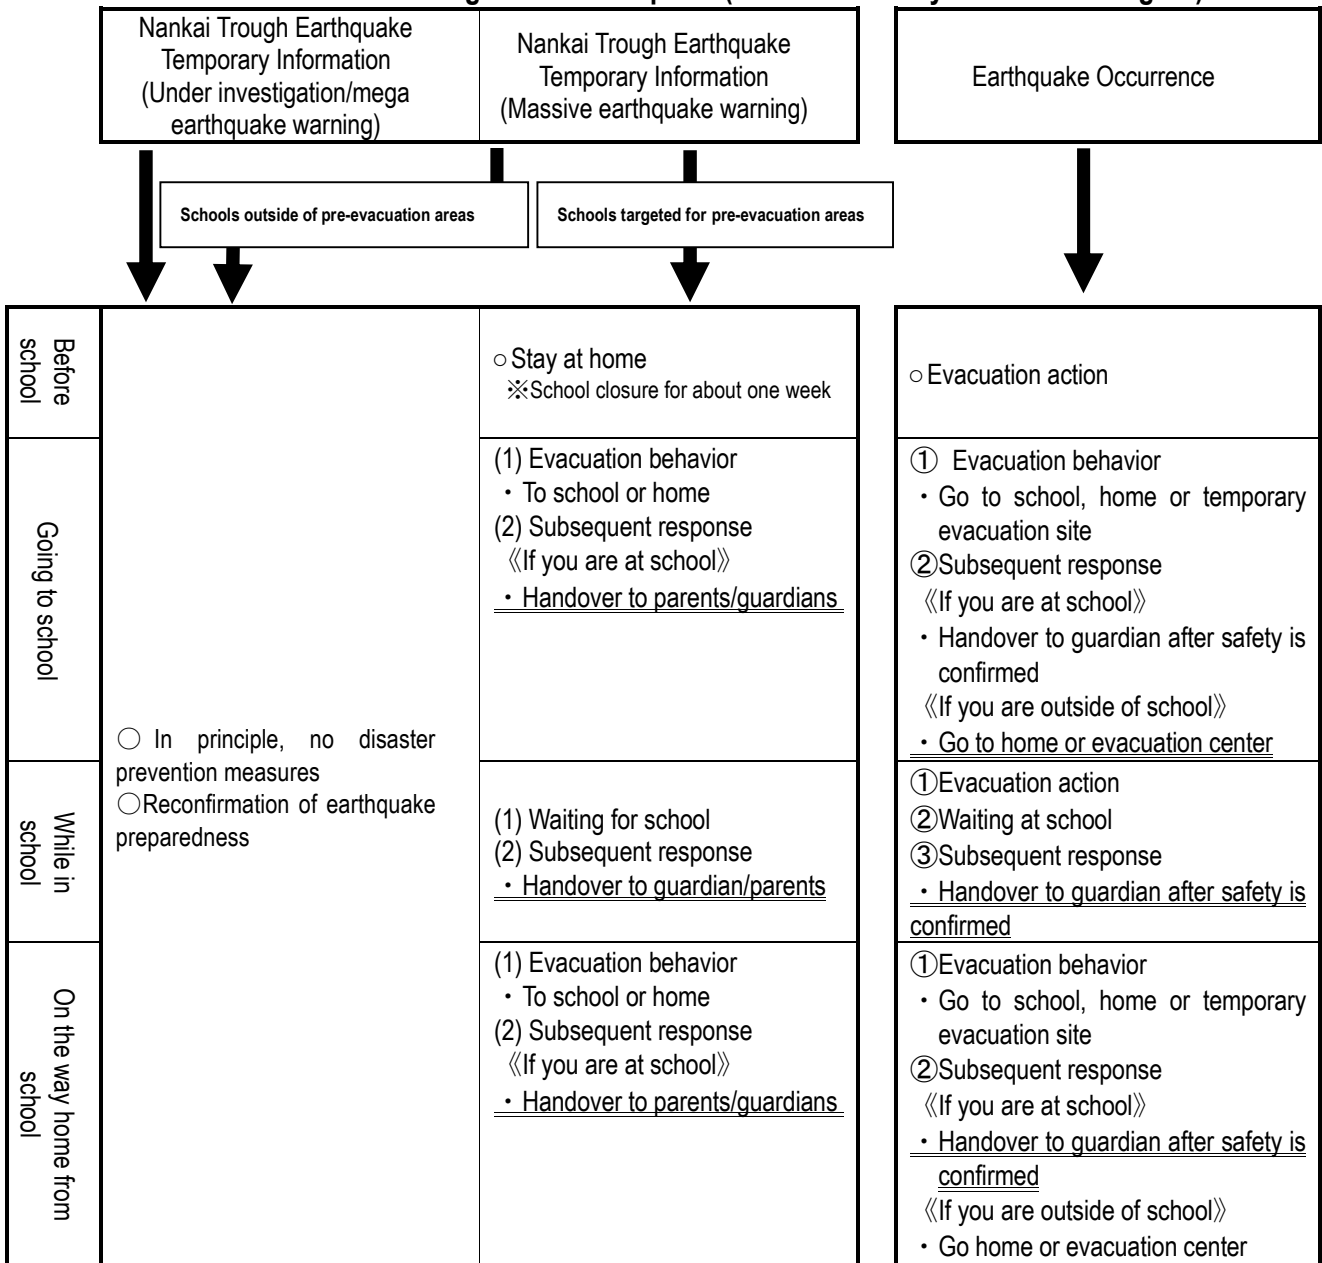 Nankai Trough Earthquake
Temporary Information
(Under investigation/mega
earthquake warning)
Nankai Trough Earthquake
Temporary Information
(Massive earthquake warning)
Earthquake Occurrence
Schools outside of pre-evacuation areas
Schools targeted for pre-evacuation areas
Before
school
○ In principle, no disaster
prevention measures
○Reconfirmation of earthquake
preparedness
○Stay at home
※School closure for about one week
○Evacuation action
Going to school
(1) Evacuation behavior
・To school or home
(2) Subsequent response
《If you are at school》
・Handover to parents/guardians
① Evacuation behavior
・Go to school, home or temporary
evacuation site
②Subsequent response
《If you are at school》
・Handover to guardian after safety is
confirmed
《If you are outside of school》
・Go to home or evacuation center
While in
school
(1) Waiting for school
(2) Subsequent response
・Handover to guardian/parents
①Evacuation action
②Waiting at school
③Subsequent response
・Handover to guardian after safety is
confirmed
On the way home from
school
(1) Evacuation behavior
・To school or home
(2) Subsequent response
《If you are at school》
・Handover to parents/guardians
①Evacuation behavior
・Go to school, home or temporary
evacuation site
②Subsequent response
《If you are at school》
・Handover to guardian after safety is
confirmed
《If you are outside of school》
・Go home or evacuation center